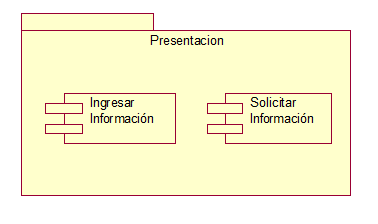 Presentacion
Ingresar
Información
Solicitar
Información